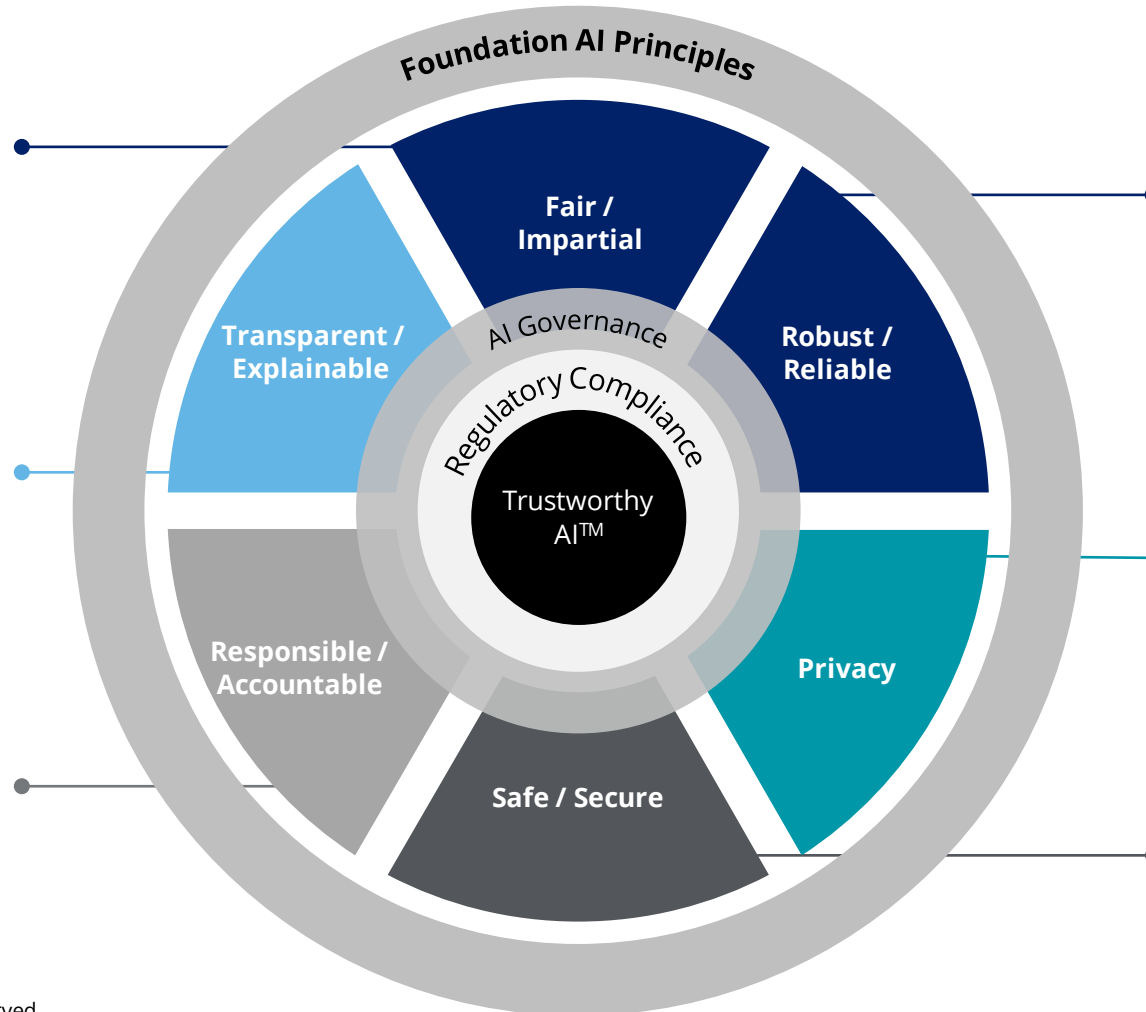 Foundation AI Principles
Fair /
Impartial
Transparent /
Explainable
Robust /
Reliable
AI Governance
Regulatory Compliance
Trustworthy
AI™
Responsible /
Accountable
Privacy
Safe / Secure